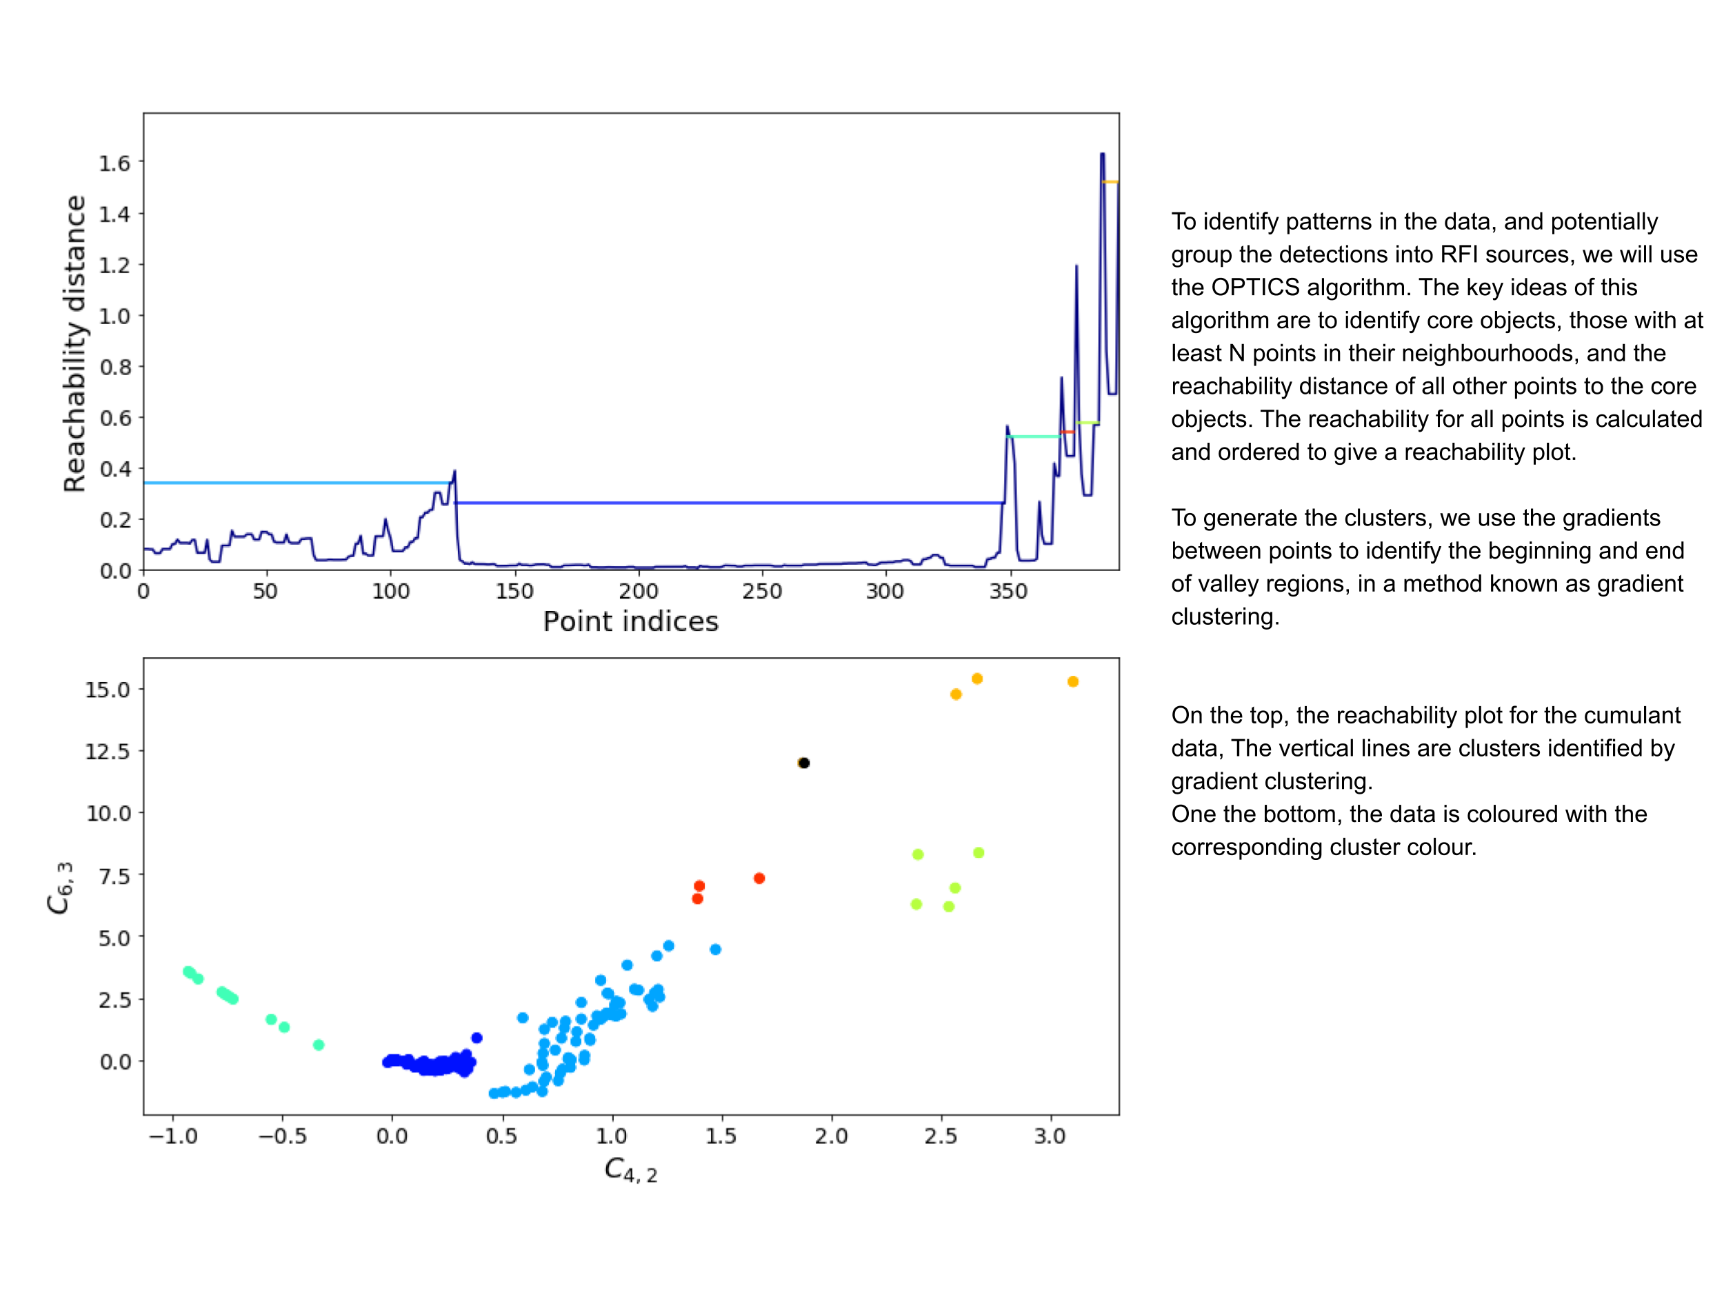 1.6
1.4
1.2
1.0
0.8
0.6
0.4
0.2
0.0
Reachability distance
0 50 100 150 200 250 300 350
Point indices
15.0
12.5
10.0
7.5
5.0
2.5
0.0
C6, 3
−1.0 −0.5 0.0 0.5 1.0 1.5 2.0 2.5 3.0
C4, 2
To identify patterns in the data, and potentially
group the detections into RFI sources, we will use
the OPTICS algorithm. The key ideas of this
algorithm are to identify core objects, those with at
least N points in their neighbourhoods, and the
reachability distance of all other points to the core
objects. The reachability for all points is calculated
and ordered to give a reachability plot.
To generate the clusters, we use the gradients
between points to identify the beginning and end
of valley regions, in a method known as gradient
clustering.
On the top, the reachability plot for the cumulant
data, The vertical lines are clusters identified by
gradient clustering.
One the bottom, the data is coloured with the
corresponding cluster colour.